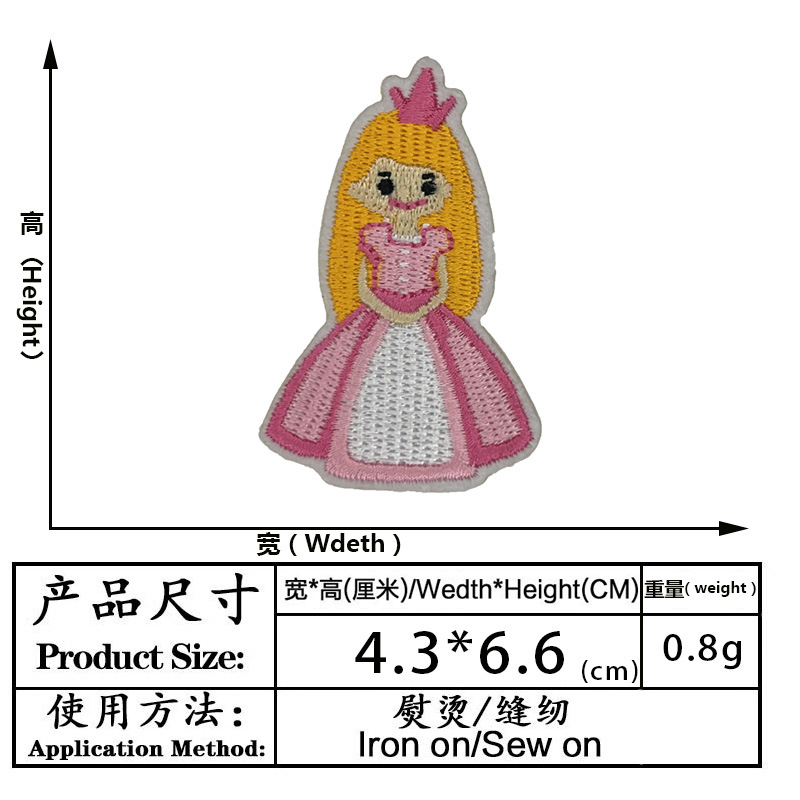 高(Height)
宽(Wdeth)
产品尺寸
Product Size:
宽*高(厘米)/Wedth*Height(CM)
重量(weight)
4.3*6.6 (cm)
0.8g
使用方法:
Application Method:
熨烫/缝纫
Iron on/Sew on